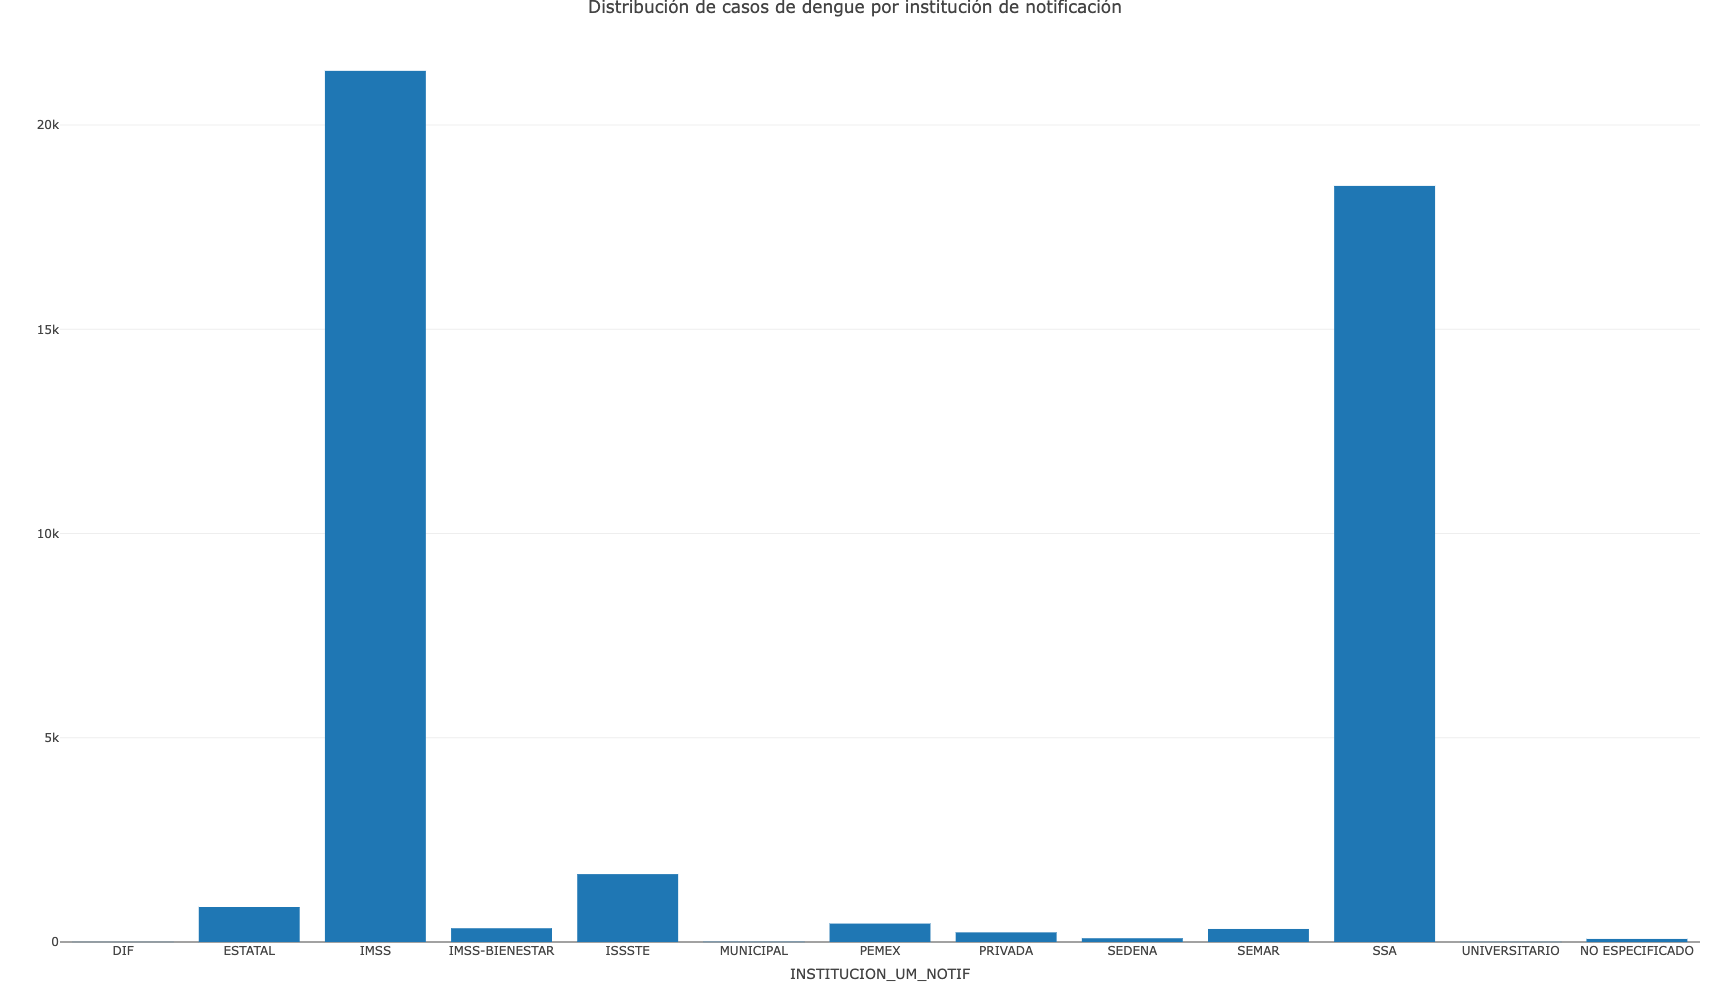 Distribución de casos de dengue por institución de notificación
20k
15k
10k
5k
0
DIF ESTATAL IMSS IMSS-BIENESTAR ISSSTE MUNICIPAL PEMEX PRIVADA SEDENA SEMAR SSA UNIVERSITARIO NO ESPECIFICADO
INSTITUCION_UM_NOTIF